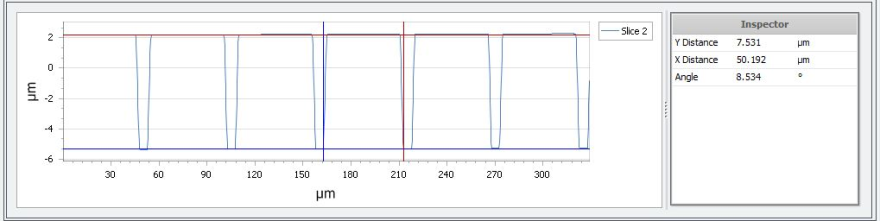 Slice 2
2
0
-2
-4
-6
µm
30 60 90 120 150 180 210 240 270 300
µm
Inspector
Y Distance 7.531 µm
X Distance 50.192 µm
Angle 8.534 °